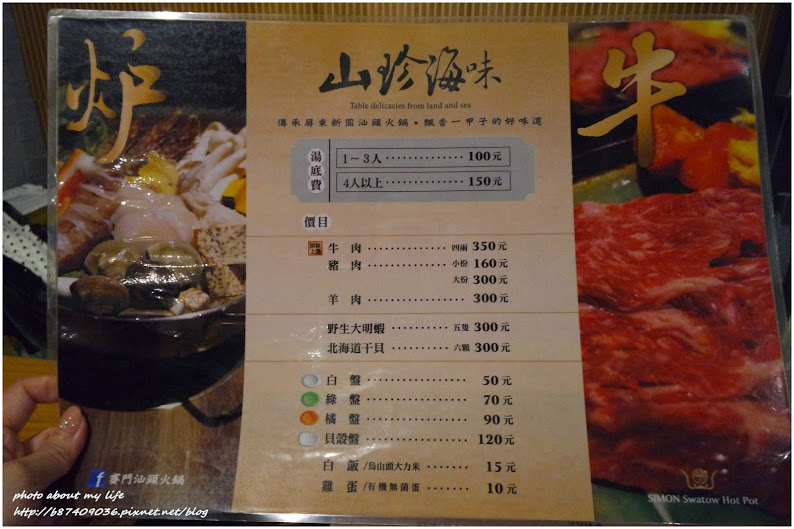 炉
牛
山珍海味
Table delicacies from land and sea
傳承屏東新園汕頭火鍋・飄香一甲子的好味道
湯底費
1～3人 ·············· 100元
4人以上 ·············· 150元
價目
牛 肉 ·············· 四兩 350元
豬 肉 ·············· 小份 160元
大份 300元
羊 肉 ·············· 300元
野生大明蝦 ·········· 五隻 300元
北海道干貝 ·········· 六顆 300元
白 盤 ·················· 50元
綠 盤 ·················· 70元
橘 盤 ·················· 90元
貝殼盤 ················ 120元
白 飯 /烏山頭大力米 ······· 15元
雞 蛋 /有機無菌蛋 ········ 10元
f 賽門汕頭火鍋
SIMON Swatow Hot Pot
photo about my life
http://b87409036.pixnet.net/blog